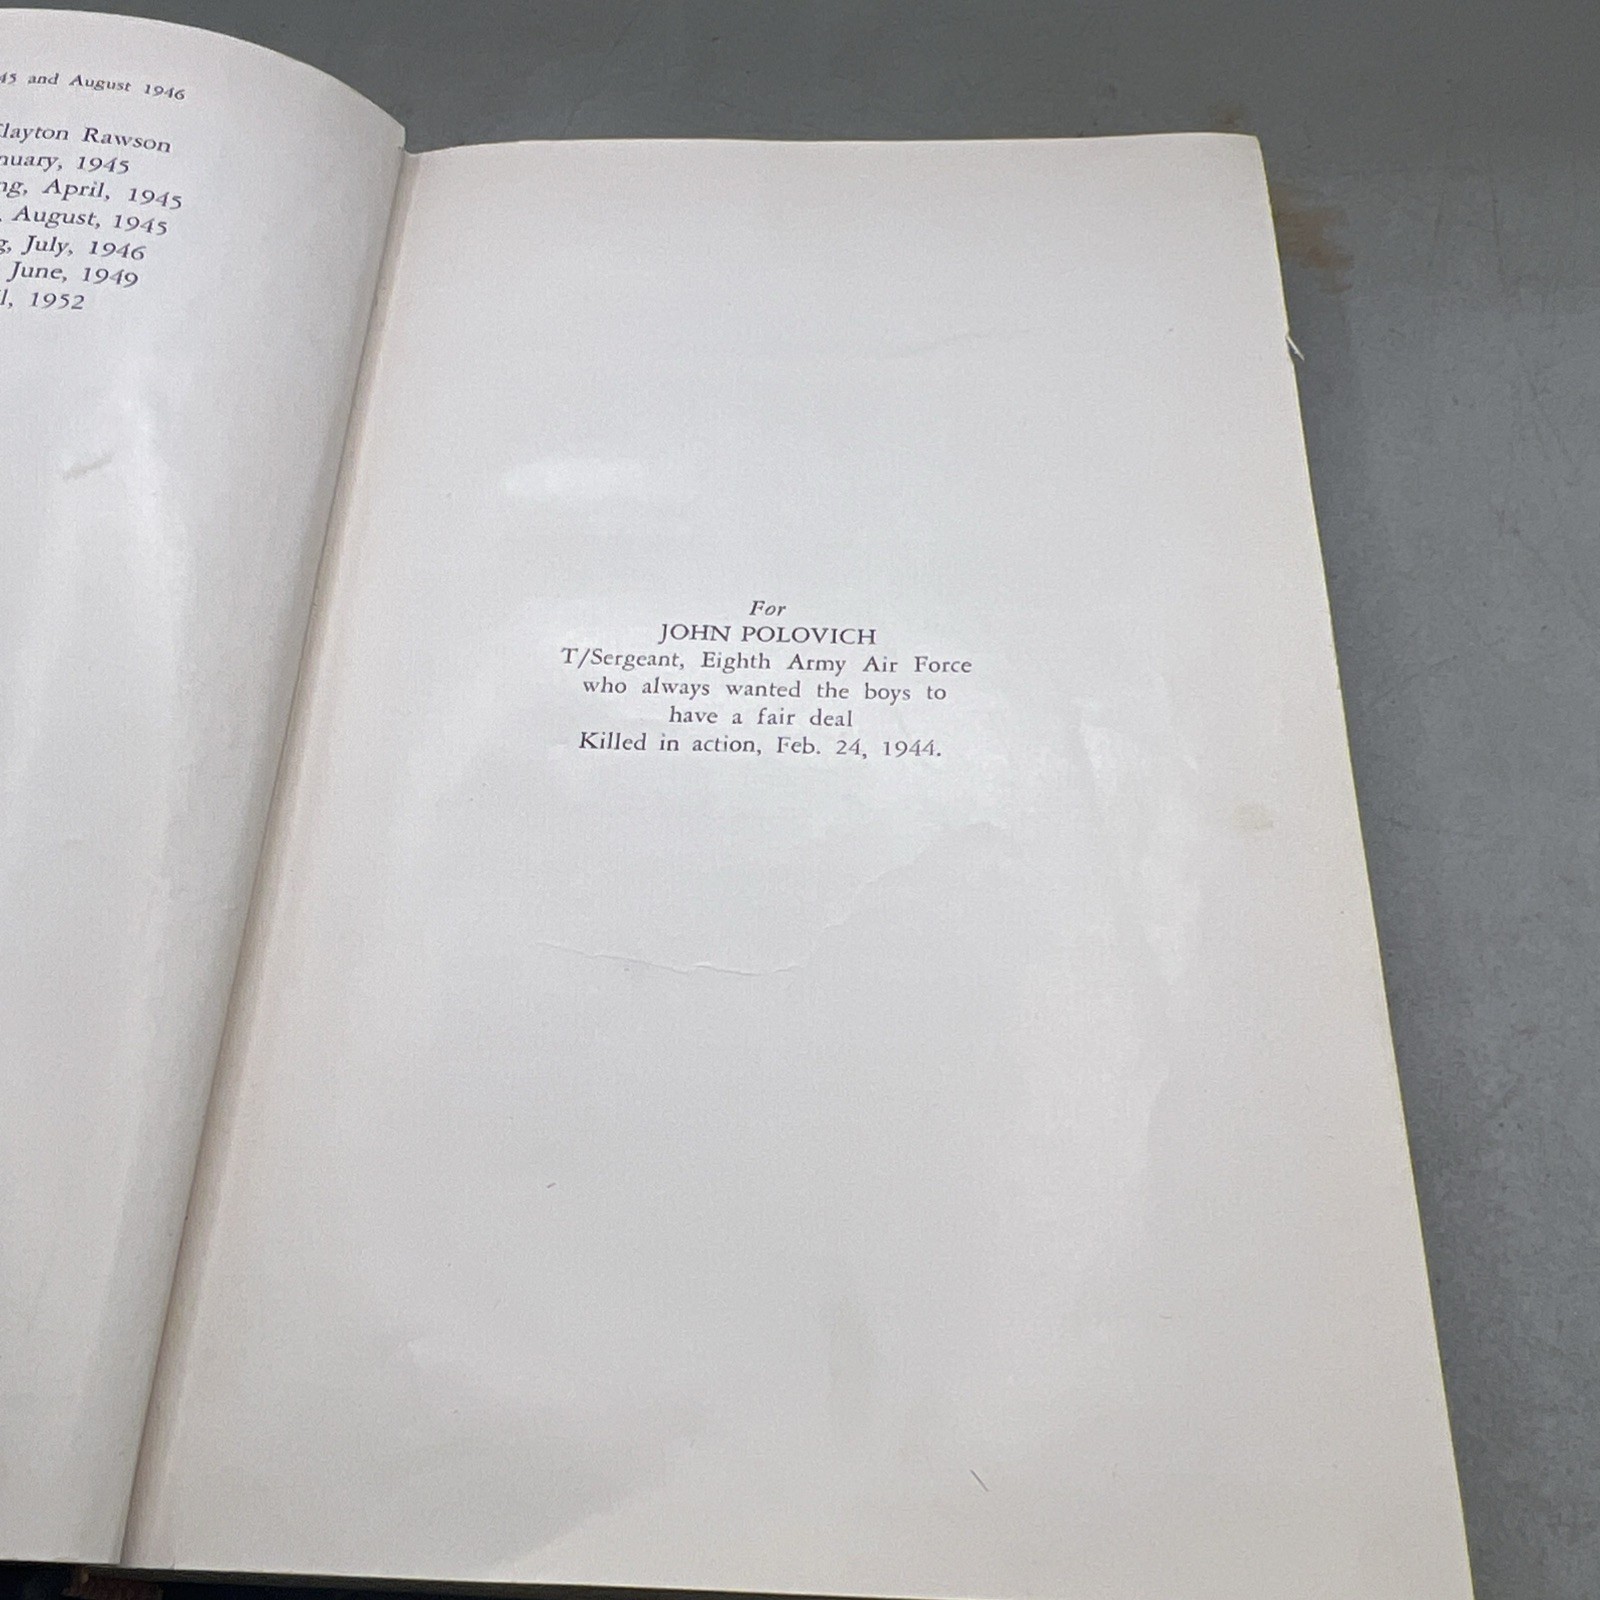 45 and August 1946
Clayton Rawson
nuary, 1945
ng, April, 1945
, August, 1945
g, July, 1946
June, 1949
l, 1952
For
JOHN POLOVICH
T/Sergeant, Eighth Army Air Force
who always wanted the boys to
have a fair deal
Killed in action, Feb. 24, 1944.